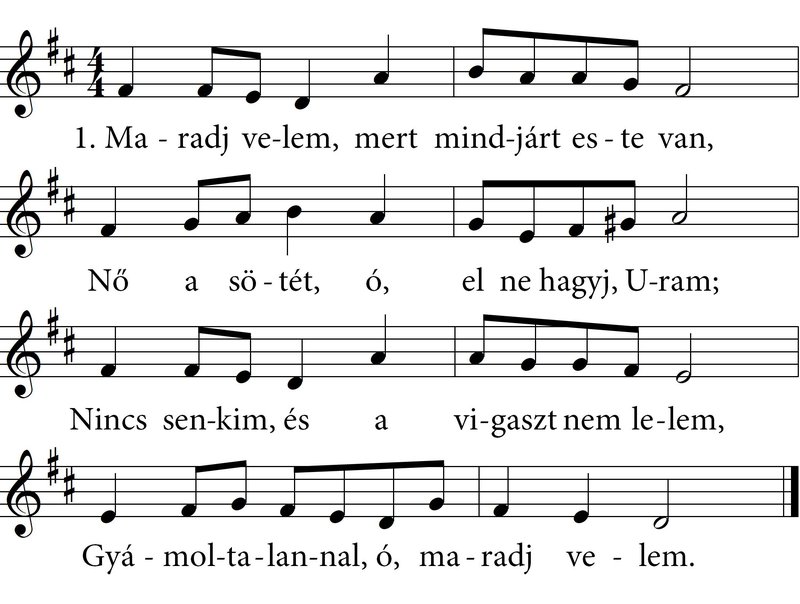 1. Ma - radj ve-lem, mert mind-járt es - te van,
Nő a sö - tét, ó, el ne hagyj, U-ram;
Nincs sen-kim, és a vi-gaszt nem le-lem,
Gyá - mol-ta-lan-nal, ó, ma - radj ve - lem.